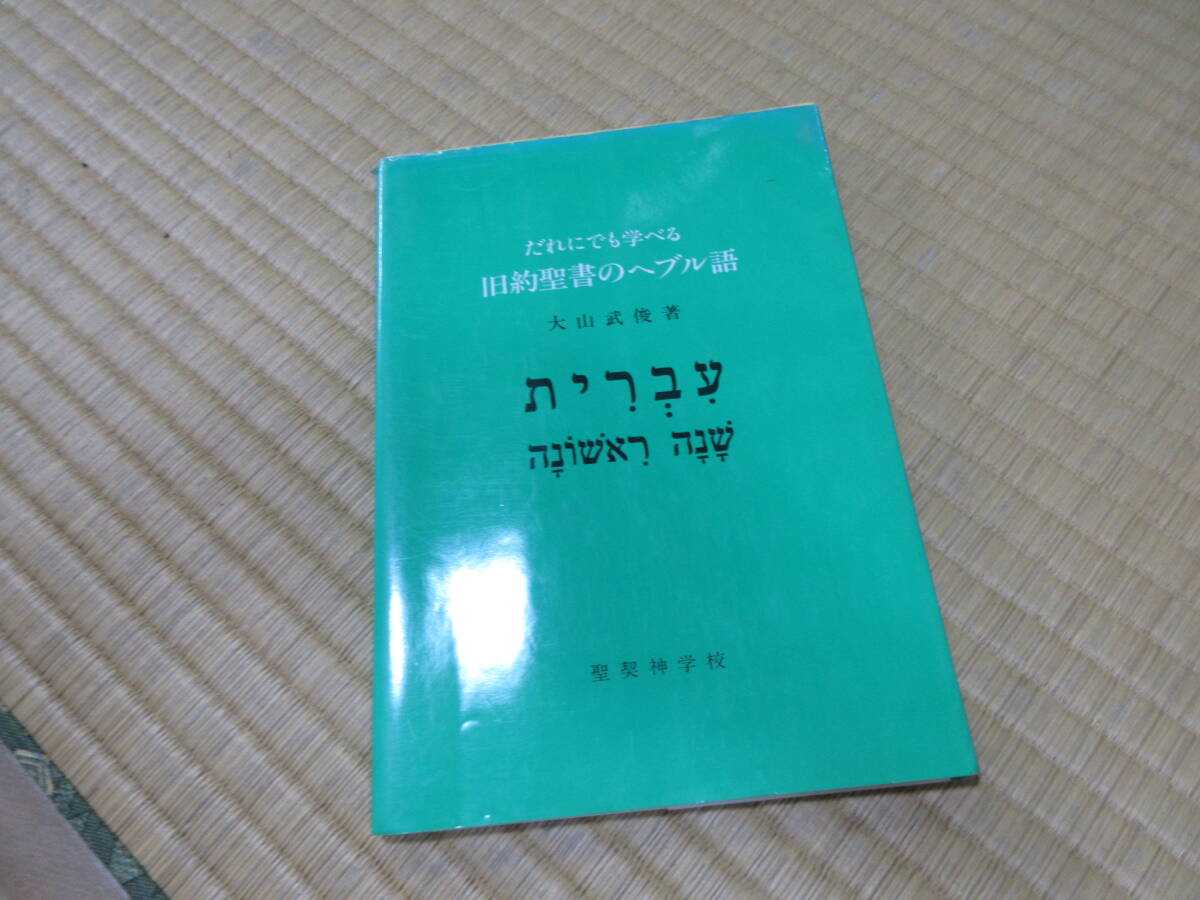 だれにでも学べる
旧約聖書のヘブル語
大山武俊著
עִבְרִית
שָׁנָה רִאשׁוֹנָה
聖契神学校